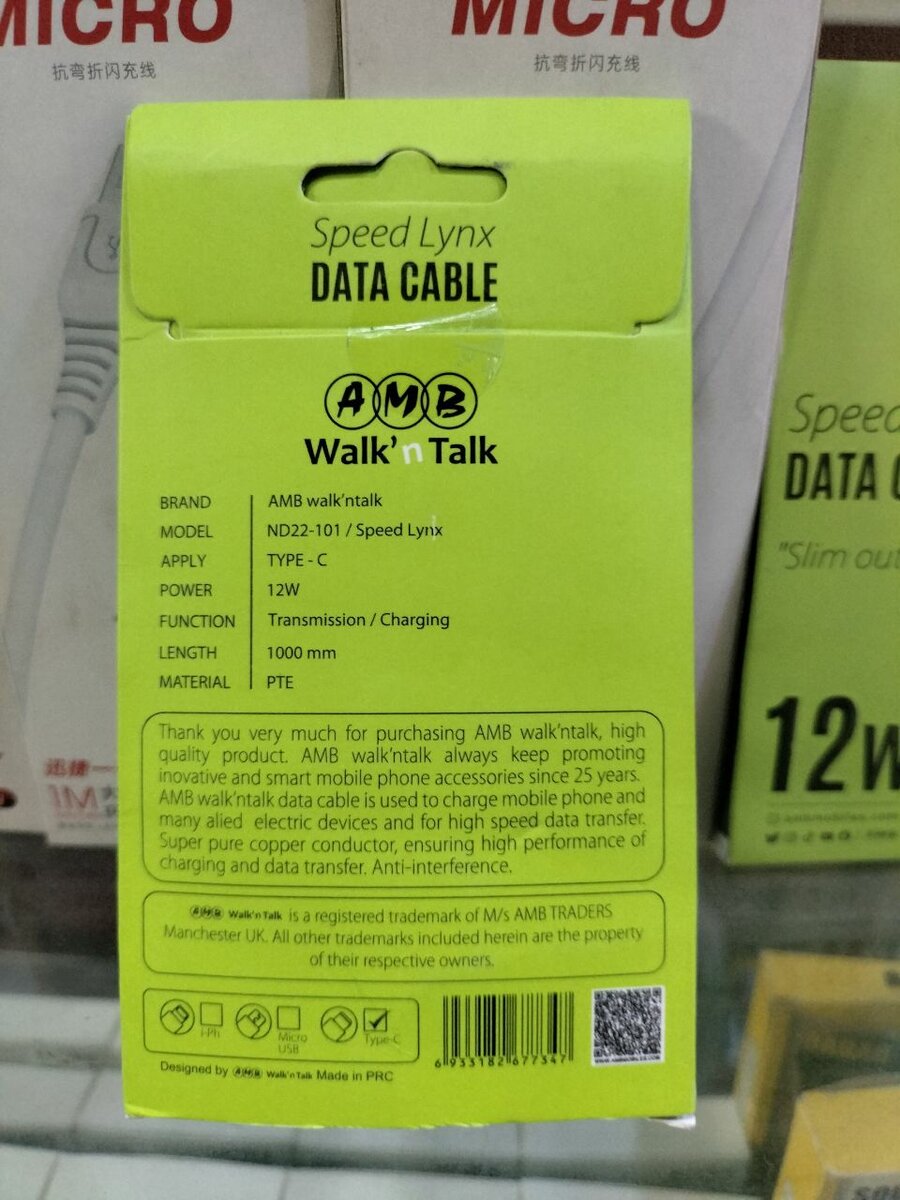 MICRO
抗弯折闪充线
MICRO
抗弯折闪充线
Speed Lynx
DATA CABLE
AMB
Walk'n Talk
BRAND AMB walk'ntalk
MODEL ND22-101 / Speed Lynx
APPLY TYPE - C
POWER 12W
FUNCTION Transmission / Charging
LENGTH 1000 mm
MATERIAL PTE
Thank you very much for purchasing AMB walk'ntalk, high
quality product. AMB walk'ntalk always keep promoting
inovative and smart mobile phone accessories since 25 years.
AMB walk'ntalk data cable is used to charge mobile phone and
many alied electric devices and for high speed data transfer.
Super pure copper conductor, ensuring high performance of
charging and data transfer. Anti-interference.
AMB Walk'n Talk is a registered trademark of M/s AMB TRADERS
Manchester UK. All other trademarks included herein are the property
of their respective owners.
i-Ph
Micro
USB
Type-C
6 933182 677347
Designed by AMB Walk'n Talk Made in PRC
Speed
DATA
"Slim
12W
迅捷
1M